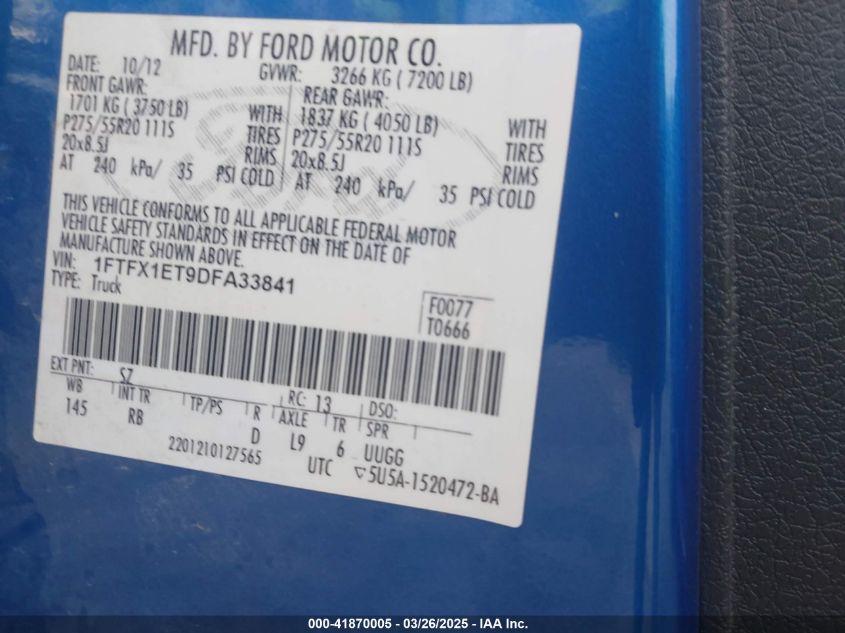 MFD. BY FORD MOTOR CO.
DATE: 10/12 GVWR: 3266 KG ( 7200 LB)
FRONT GAWR: REAR GAWR:
1701 KG ( 3750 LB) WITH 1837 KG ( 4050 LB) WITH
P275/55R20 111S TIRES P275/55R20 111S TIRES
20x8.5J RIMS 20x8.5J RIMS
AT 240 kPa/ 35 PSI COLD AT 240 kPa/ 35 PSI COLD
THIS VEHICLE CONFORMS TO ALL APPLICABLE FEDERAL MOTOR
VEHICLE SAFETY STANDARDS IN EFFECT ON THE DATE OF
MANUFACTURE SHOWN ABOVE.
VIN: 1FTFX1ET9DFA33841
TYPE: Truck
F0077
T0666
EXT PNT: SZ RC: 13 DSO:
WB INT TR TP/PS R AXLE TR SPR
145 RB D L9 6 UUGG
2201210127565 UTC 5U5A-1520472-BA
000-41870005 - 03/26/2025 - IAA Inc.